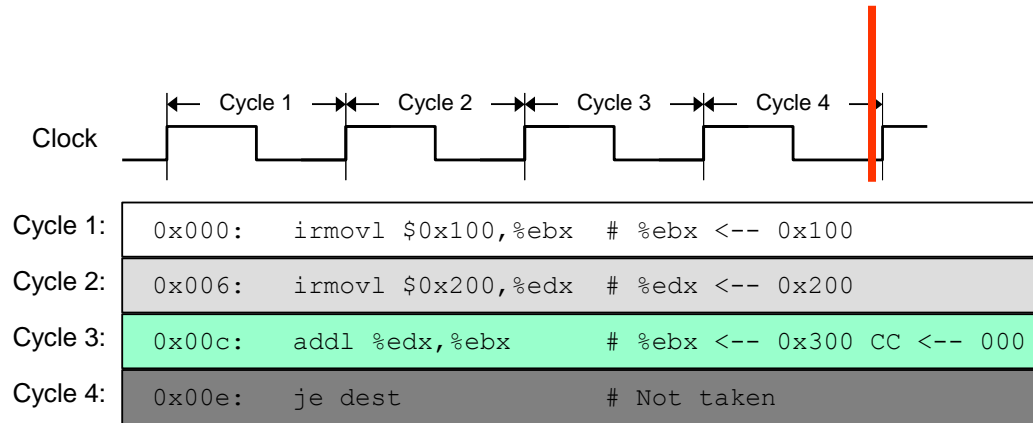 Cycle 1 Cycle 2 Cycle 3 Cycle 4
Clock
Cycle 1: 0x000: irmovl $0x100,%ebx # %ebx <-- 0x100
Cycle 2: 0x006: irmovl $0x200,%edx # %edx <-- 0x200
Cycle 3: 0x00c: addl %edx,%ebx # %ebx <-- 0x300 CC <-- 000
Cycle 4: 0x00e: je dest # Not taken